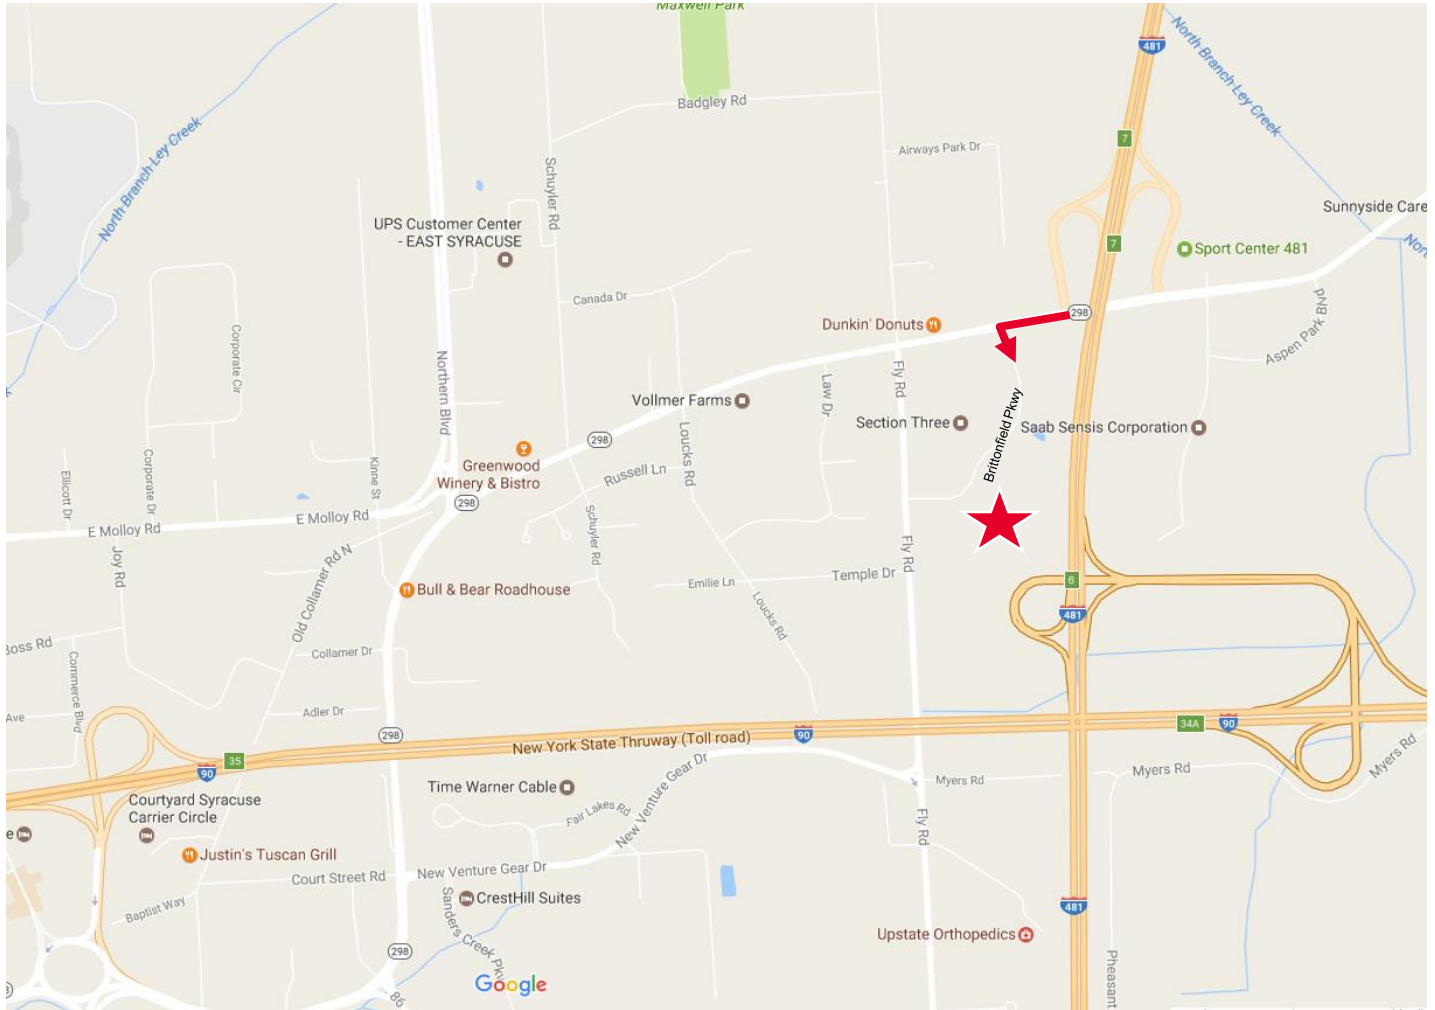 Maxwell Park
481
North Branch Ley Creek
Badgley Rd
7
North Branch Ley Creek
Airways Park Dr
Schuyler Rd
Sunnyside Care
UPS Customer Center
- EAST SYRACUSE
7
Sport Center 481
Canada Dr
Aspen Park Blvd
298
Dunkin' Donuts
Corporate Cir
Northern Blvd
Fly Rd
Law Dr
Vollmer Farms
Brittonfield Pkwy
Section Three
Saab Sensis Corporation
298
Loucks Rd
Greenwood
Winery & Bistro
Russell Ln
Kinne St
Corporate Dr
Ellicott Dr
298
E Molloy Rd
E Molloy Rd
Schuyler Rd
Fly Rd
Joy Rd
Old Collamer Rd N
Temple Dr
Emilie Ln
6
Bull & Bear Roadhouse
481
Loucks Rd
Boss Rd
Collamer Dr
Commerce Blvd
Adler Dr
Ave
298
New York State Thruway (Toll road)
90
34A
90
35
90
Myers Rd
Myers Rd
Myers Rd
Time Warner Cable
New Venture Gear Dr
Courtyard Syracuse
Carrier Circle
Fair Lakes Rd
Fly Rd
e
Justin's Tuscan Grill
Court Street Rd
New Venture Gear Dr
CrestHill Suites
Baptist Way
Sanders Creek Pkwy
481
Upstate Orthopedics
298
Pheasant
Google
86